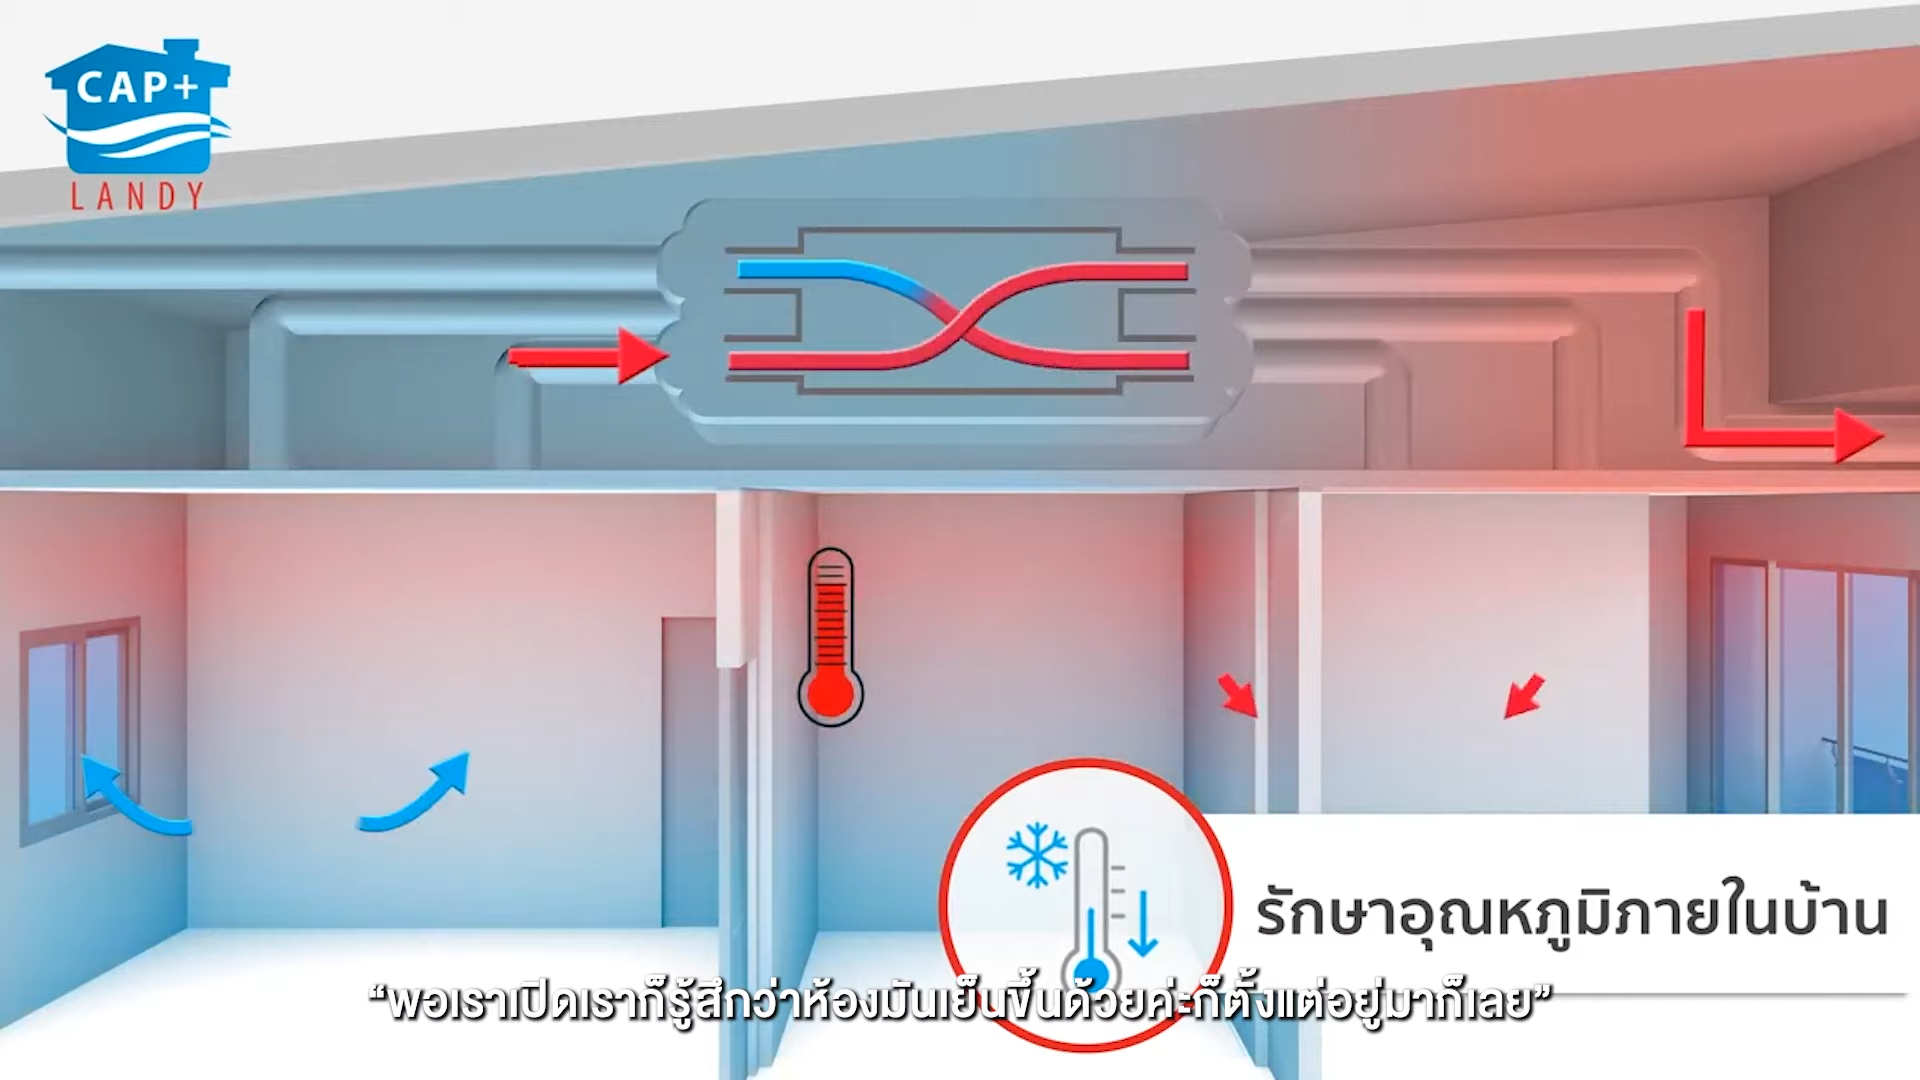 CAP+
LANDY
รักษาอุณหภูมิภายในบ้าน
“พอเราเปิดเราก็รู้สึกว่าห้องมันเย็นขึ้นด้วยค่ะก็ตั้งแต่อยู่มาก็เลย”